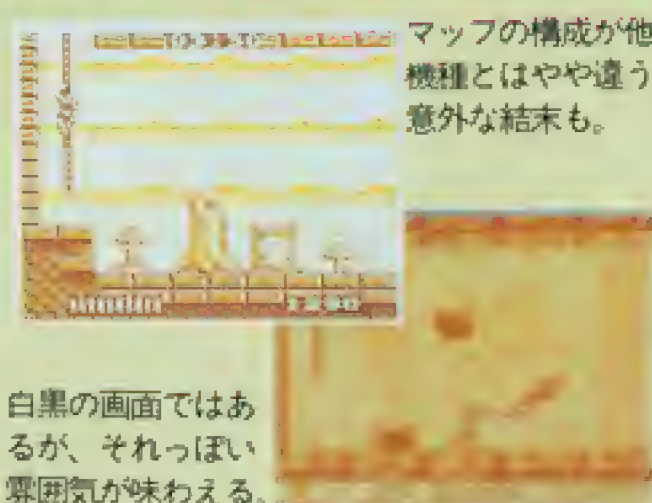 マップの構成が他
機種とはやや違う
意外な結末も。
白黒の画面ではあ
るが、それっぽい
雰囲気が味わえる。